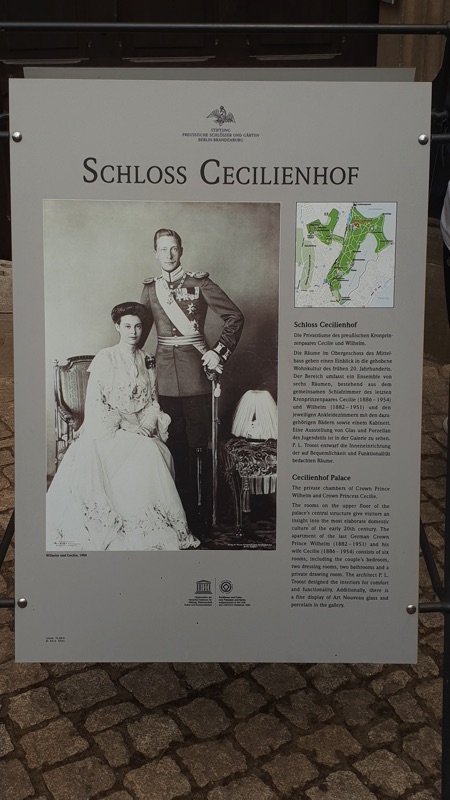 STIFTUNG
PREUSSISCHE SCHLÖSSER UND GÄRTEN
BERLIN-BRANDENBURG
SCHLOSS CECILIENHOF
Schloss Cecilienhof
Die Privaträume des preußischen Kronprin-
zenpaares Cecilie und Wilhelm.
Die Räume im Obergeschoss des Mittel-
baus geben einen Einblick in die gehobene
Wohnkultur des frühen 20. Jahrhunderts.
Der Bereich umfasst ein Ensemble von
sechs Räumen, bestehend aus dem
gemeinsamen Schlafzimmer des letzten
Kronprinzenpaares Cecilie (1886 – 1954)
und Wilhelm (1882 – 1951) und den
jeweiligen Ankleidezimmern mit den dazu-
gehörigen Bädern sowie einem Kabinett.
Eine Ausstellung von Glas und Porzellan
des Jugendstils ist in der Galerie zu sehen.
P. L. Troost entwarf die Inneneinrichtung
der auf Bequemlichkeit und Funktionalität
bedachten Räume.
Cecilienhof Palace
The private chambers of Crown Prince
Wilhelm and Crown Princess Cecilie.
The rooms on the upper floor of the
palace's central structure give visitors an
insight into the most elaborate domestic
culture of the early 20th century. The
apartment of the last German Crown
Prince Wilhelm (1882 – 1951) and his
wife Cecilie (1886 – 1954) consists of six
rooms, including the couple's bedroom,
two dressing rooms, two bathrooms and a
private drawing room. The architect P. L.
Troost designed the interiors for comfort
and functionality. Additionally, there is
a fine display of Art Nouveau glass and
porcelain in the gallery.
Wilhelm und Cecilie, 1904